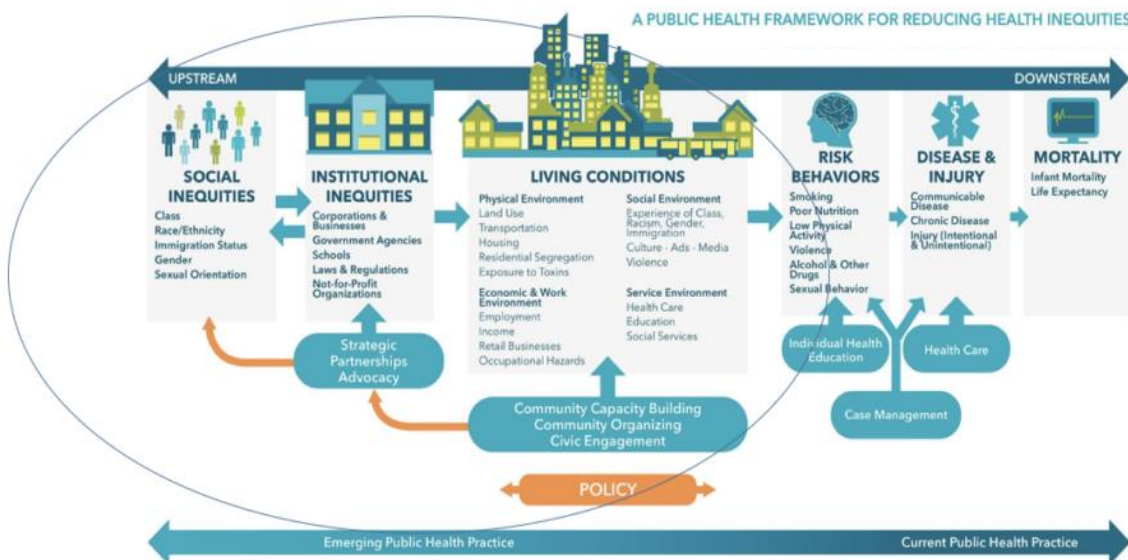 A PUBLIC HEALTH FRAMEWORK FOR REDUCING HEALTH INEQUITIES
UPSTREAM
DOWNSTREAM
SOCIAL
INEQUITIES
Class
Race/Ethnicity
Immigration Status
Gender
Sexual Orientation
INSTITUTIONAL
INEQUITIES
Corporations &
Businesses
Government Agencies
Schools
Laws & Regulations
Not-for-Profit
Organizations
LIVING CONDITIONS
Physical Environment
Land Use
Transportation
Housing
Residential Segregation
Exposure to Toxins
Economic & Work
Environment
Employment
Income
Retail Businesses
Occupational Hazards
Social Environment
Experience of Class,
Racism, Gender,
Immigration
Culture - Ads - Media
Violence
Service Environment
Health Care
Education
Social Services
RISK
BEHAVIORS
Smoking
Poor Nutrition
Low Physical
Activity
Violence
Alcohol & Other
Drugs
Sexual Behavior
DISEASE &
INJURY
Communicable
Disease
Chronic Disease
Injury (Intentional
& Unintentional)
MORTALITY
Infant Mortality
Life Expectancy
Strategic
Partnerships
Advocacy
Community Capacity Building
Community Organizing
Civic Engagement
Individual Health
Education
Health Care
Case Management
POLICY
Emerging Public Health Practice
Current Public Health Practice